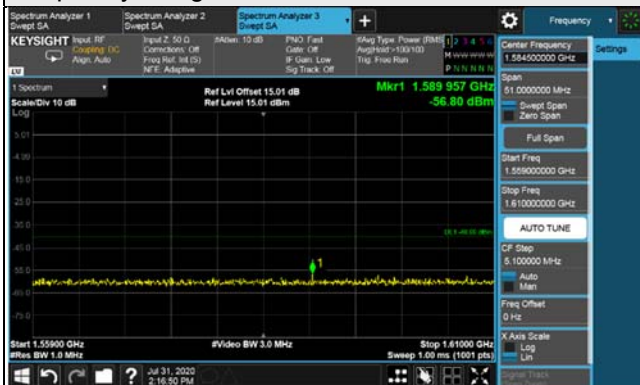 Spectrum Analyzer 1
Swept SA
Spectrum Analyzer 2
Swept SA
Spectrum Analyzer 3
Swept SA
+
Frequency
KEYSIGHT
Input: RF
Coupling: DC
Align: Auto
Input Z: 50 Ω
Corrections: Off
Freq Ref: Int (S)
NFE: Adaptive
#Atten: 10 dB
PNO: Fast
Gate: Off
IF Gain: Low
Sig Track: Off
#Avg Type: Power (RMS)
Avg|Hold:>100/100
Trig: Free Run
1 2 3 4 5 6
M W W W W W
P N N N N N
LXI
1 Spectrum
Scale/Div 10 dB
Log
Ref Lvl Offset 15.01 dB
Ref Level 15.01 dBm
Mkr1 1.589 957 GHz
-56.80 dBm
5.01
-4.99
-15.0
-25.0
-35.0
-45.0
-55.0
-65.0
-75.0
1
Start 1.55900 GHz
#Res BW 1.0 MHz
#Video BW 3.0 MHz
Stop 1.61000 GHz
Sweep 1.00 ms (1001 pts)
Jul 31, 2020
2:16:50 PM
Center Frequency
1.584500000 GHz
Settings
Span
51.0000000 MHz
Swept Span
Zero Span
Full Span
Start Freq
1.559000000 GHz
Stop Freq
1.610000000 GHz
AUTO TUNE
CF Step
5.100000 MHz
Auto
Man
Freq Offset
0 Hz
X Axis Scale
Log
Lin
Signal Track